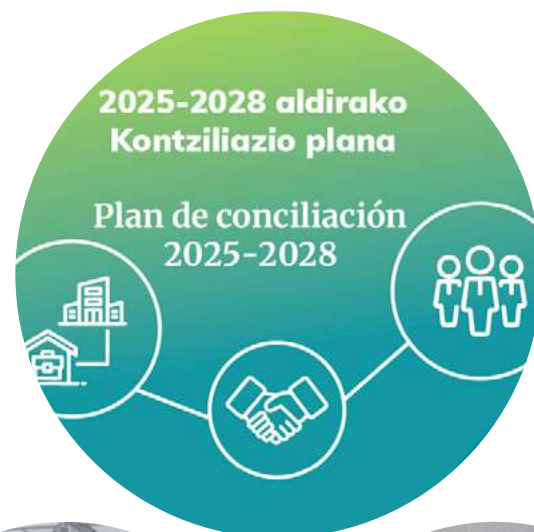 2025-2028 aldirako
Kontziliazio plana
Plan de conciliación
2025-2028